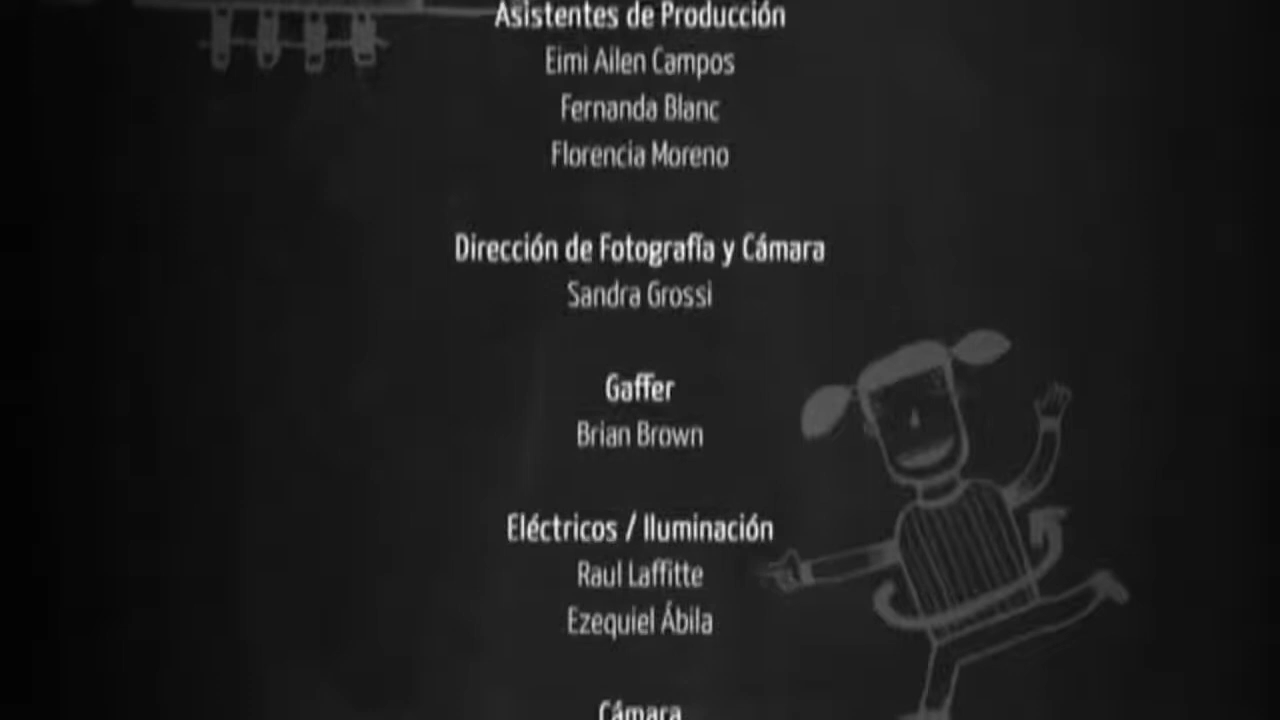 Asistentes de Producción
Eimi Ailen Campos
Fernanda Blanc
Florencia Moreno
Dirección de Fotografía y Cámara
Sandra Grossi
Gaffer
Brian Brown
Eléctricos / Iluminación
Raul Laffitte
Ezequiel Ábila
Cámara